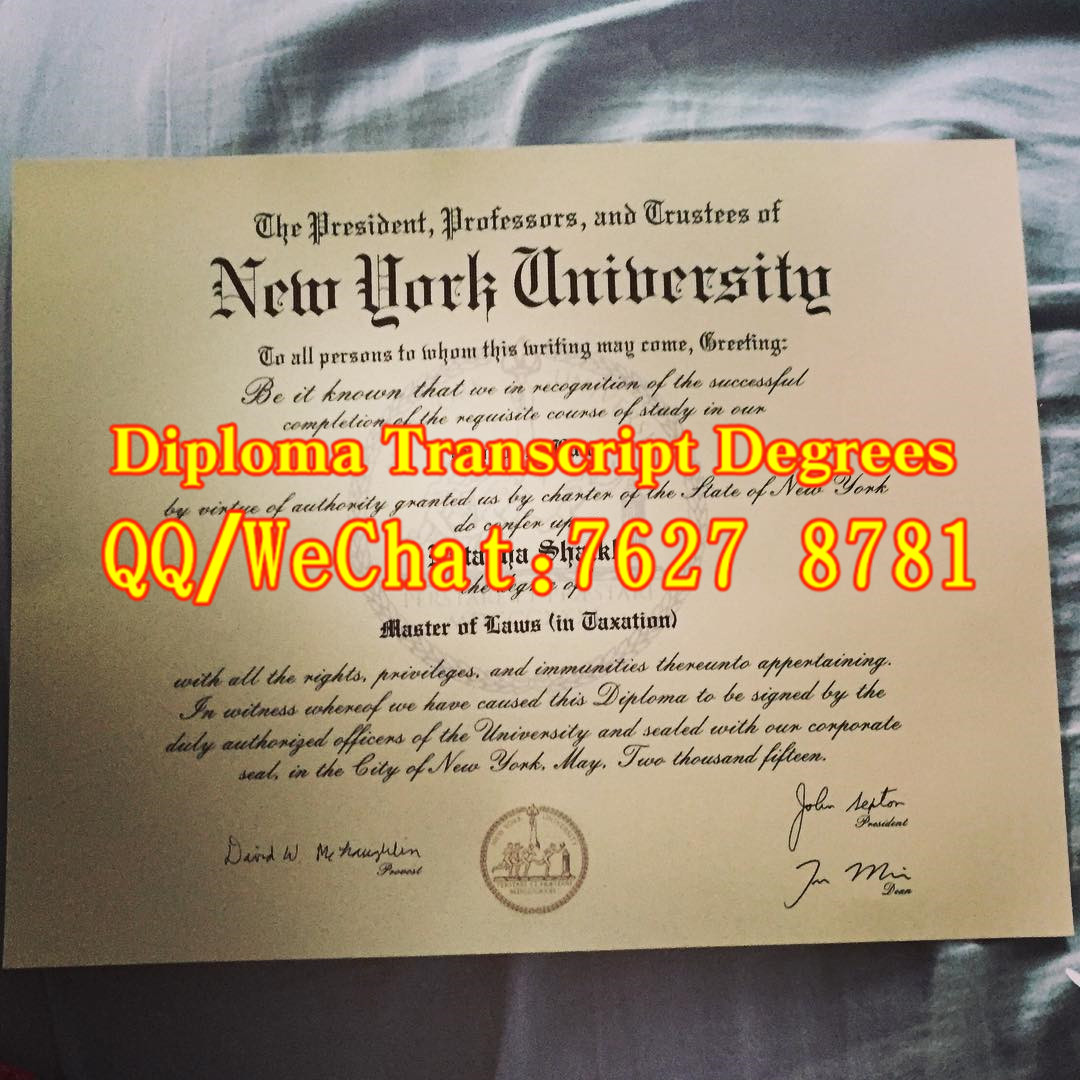 The President, Professors, and Trustees of
New York University
To all persons to whom this writing may come, Greeting:
Be it known that we in recognition of the successful
completion of the requisite course of study in our
Diploma Transcript Degrees
by virtue of authority granted us by charter of the State of New York
do confer
QQ/WeChat:7627 8781
the degree of
Master of Laws (in Taxation)
with all the rights, privileges, and immunities thereunto appertaining.
In witness whereof we have caused this Diploma to be signed by the
duly authorized officers of the University and sealed with our corporate
seal, in the City of New York, May, Two thousand fifteen.
John Sexton
President
David W. McLaughlin
Provost
Dean
NEW YORK UNIVERSITY